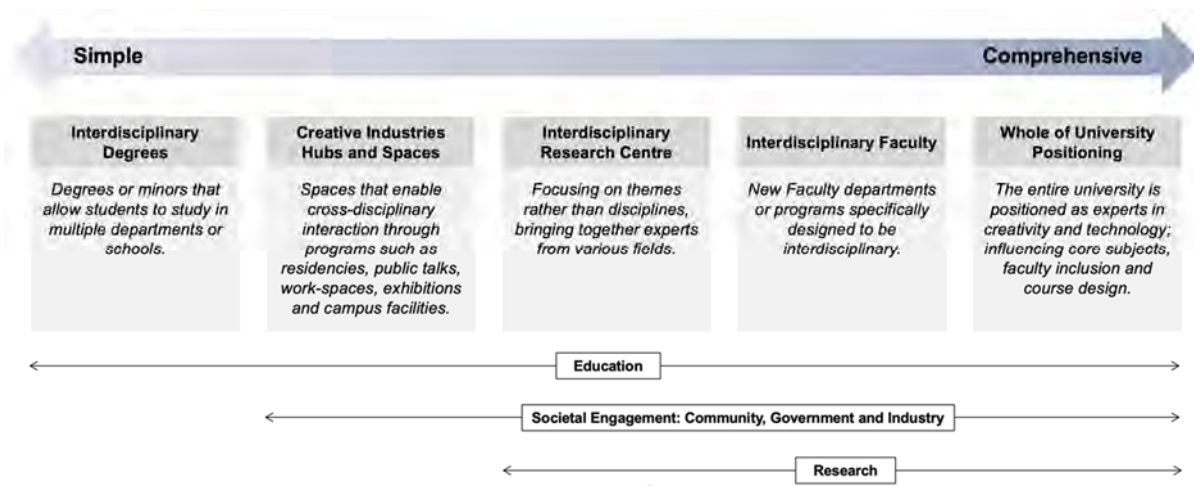 Simple
Comprehensive
Interdisciplinary
Degrees
Degrees or minors that
allow students to study in
multiple departments or
schools.
Creative Industries
Hubs and Spaces
Spaces that enable
cross-disciplinary
interaction through
programs such as
residencies, public talks,
work-spaces, exhibitions
and campus facilities.
Interdisciplinary
Research Centre
Focusing on themes
rather than disciplines,
bringing together experts
from various fields.
Interdisciplinary Faculty
New Faculty departments
or programs specifically
designed to be
interdisciplinary.
Whole of University
Positioning
The entire university is
positioned as experts in
creativity and technology;
influencing core subjects,
faculty inclusion and
course design.
Education
Societal Engagement: Community, Government and Industry
Research